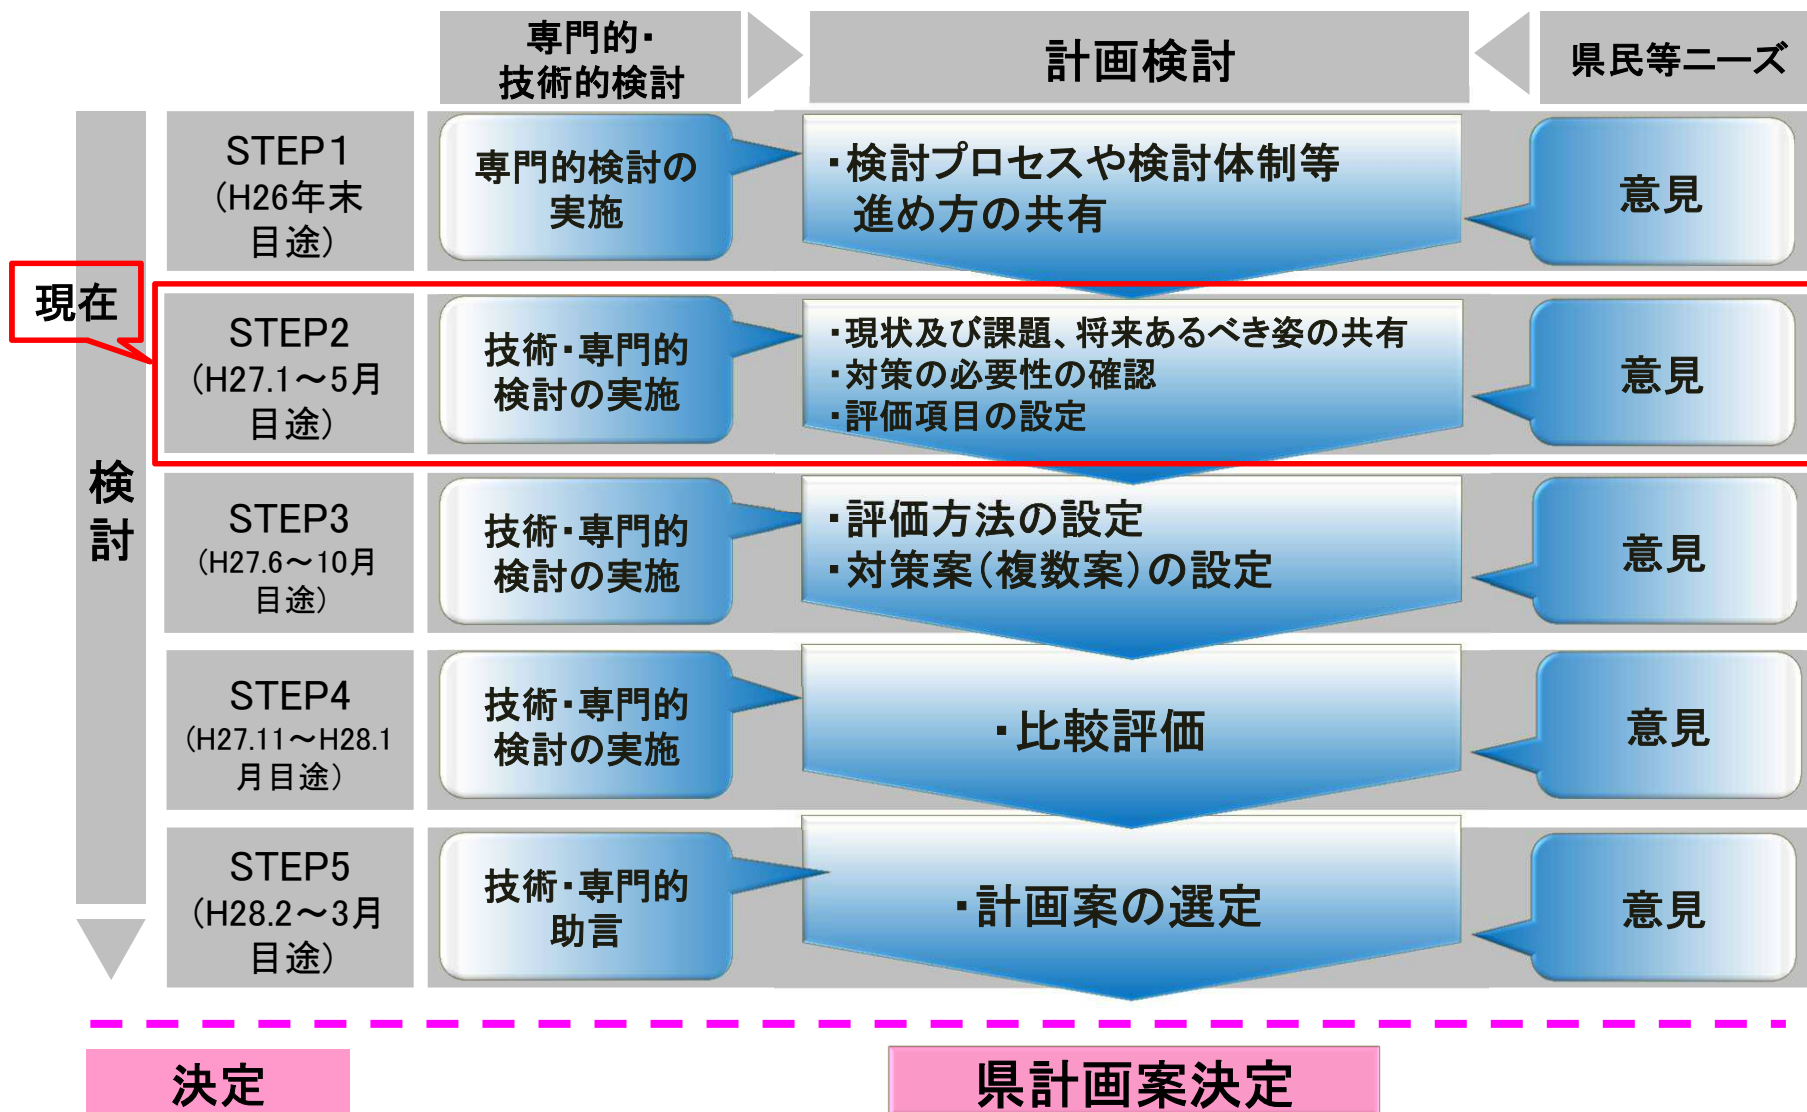 専門的・
技術的検討
計画検討
県民等ニーズ
検討
現在
STEP1
(H26年末
目途)
専門的検討の
実施
・検討プロセスや検討体制等
進め方の共有
意見
STEP2
(H27.1～5月
目途)
技術・専門的
検討の実施
・現状及び課題、将来あるべき姿の共有
・対策の必要性の確認
・評価項目の設定
意見
STEP3
(H27.6～10月
目途)
技術・専門的
検討の実施
・評価方法の設定
・対策案(複数案)の設定
意見
STEP4
(H27.11～H28.1
月目途)
技術・専門的
検討の実施
・比較評価
意見
STEP5
(H28.2～3月
目途)
技術・専門的
助言
・計画案の選定
意見
決定
県計画案決定